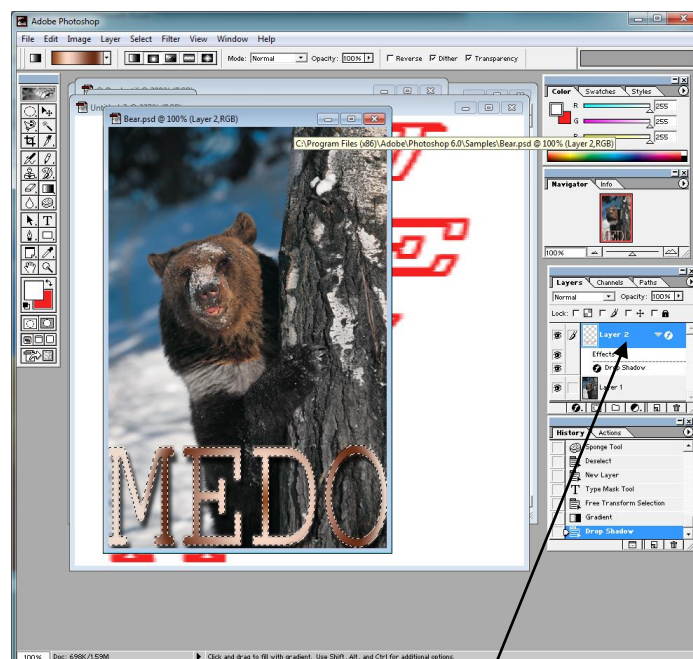 Adobe Photoshop
File Edit Image Layer Select Filter View Window Help
Mode: Normal Opacity: 100% Reverse Dither Transparency
Color Swatches Styles
R 255
G 255
255
Bear.psd @ 100% (Layer 2,RGB)
C:\Program Files (x86)\Adobe\Photoshop 6.0\Samples\Bear.psd @ 100% (Layer 2,RGB)
Navigator Info
100%
Layers Channels Paths
Normal Opacity: 100%
Lock:
Layer 2
Effects
Drop Shadow
Layer 1
History Actions
Sponge Tool
Deselect
New Layer
Type Mask Tool
Free Transform Selection
Gradient
Drop Shadow
MEDO
100% Doc: 698K/1.59M Click and drag to fill with gradient. Use Shift, Alt, and Ctrl for additional options.